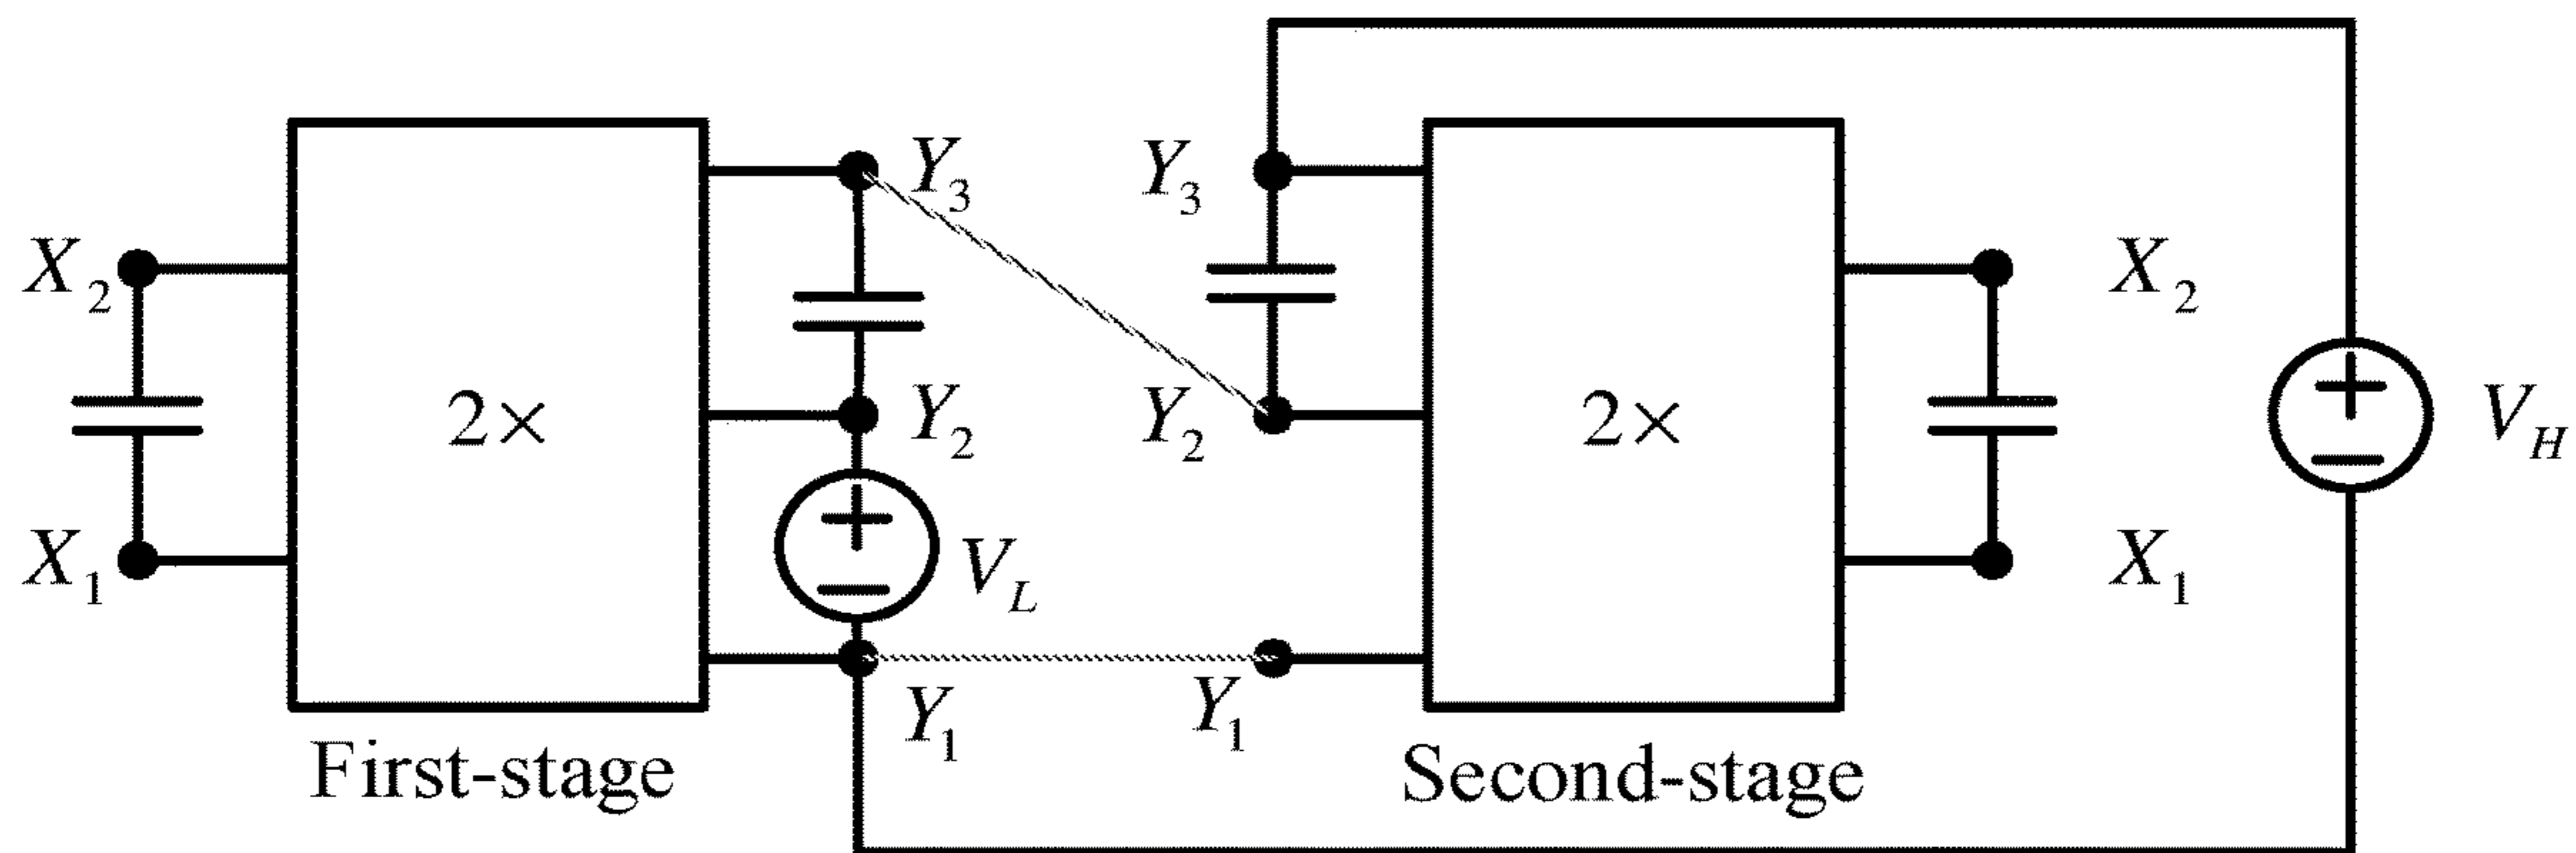 Y3
Y3
X2
X2
2×
Y2
Y2
2×
VH
X1
VL
X1
Y1
Y1
First-stage
Second-stage